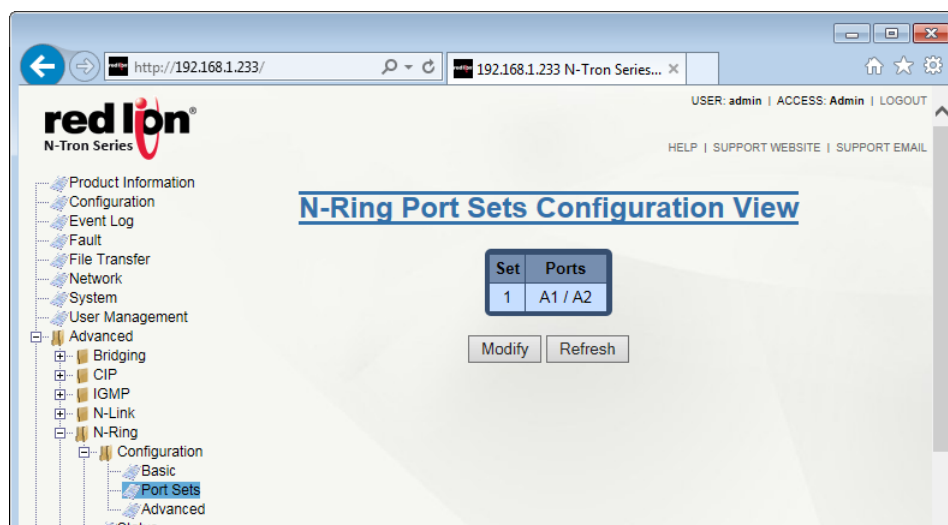 http://192.168.1.233/
192.168.1.233 N-Tron Series...
USER: admin | ACCESS: Admin | LOGOUT
red lion®
N-Tron Series
HELP | SUPPORT WEBSITE | SUPPORT EMAIL
Product Information
Configuration
Event Log
Fault
File Transfer
Network
System
User Management
Advanced
Bridging
CIP
IGMP
N-Link
N-Ring
Configuration
Basic
Port Sets
Advanced
N-Ring Port Sets Configuration View
Set Ports
1 A1 / A2
Modify Refresh